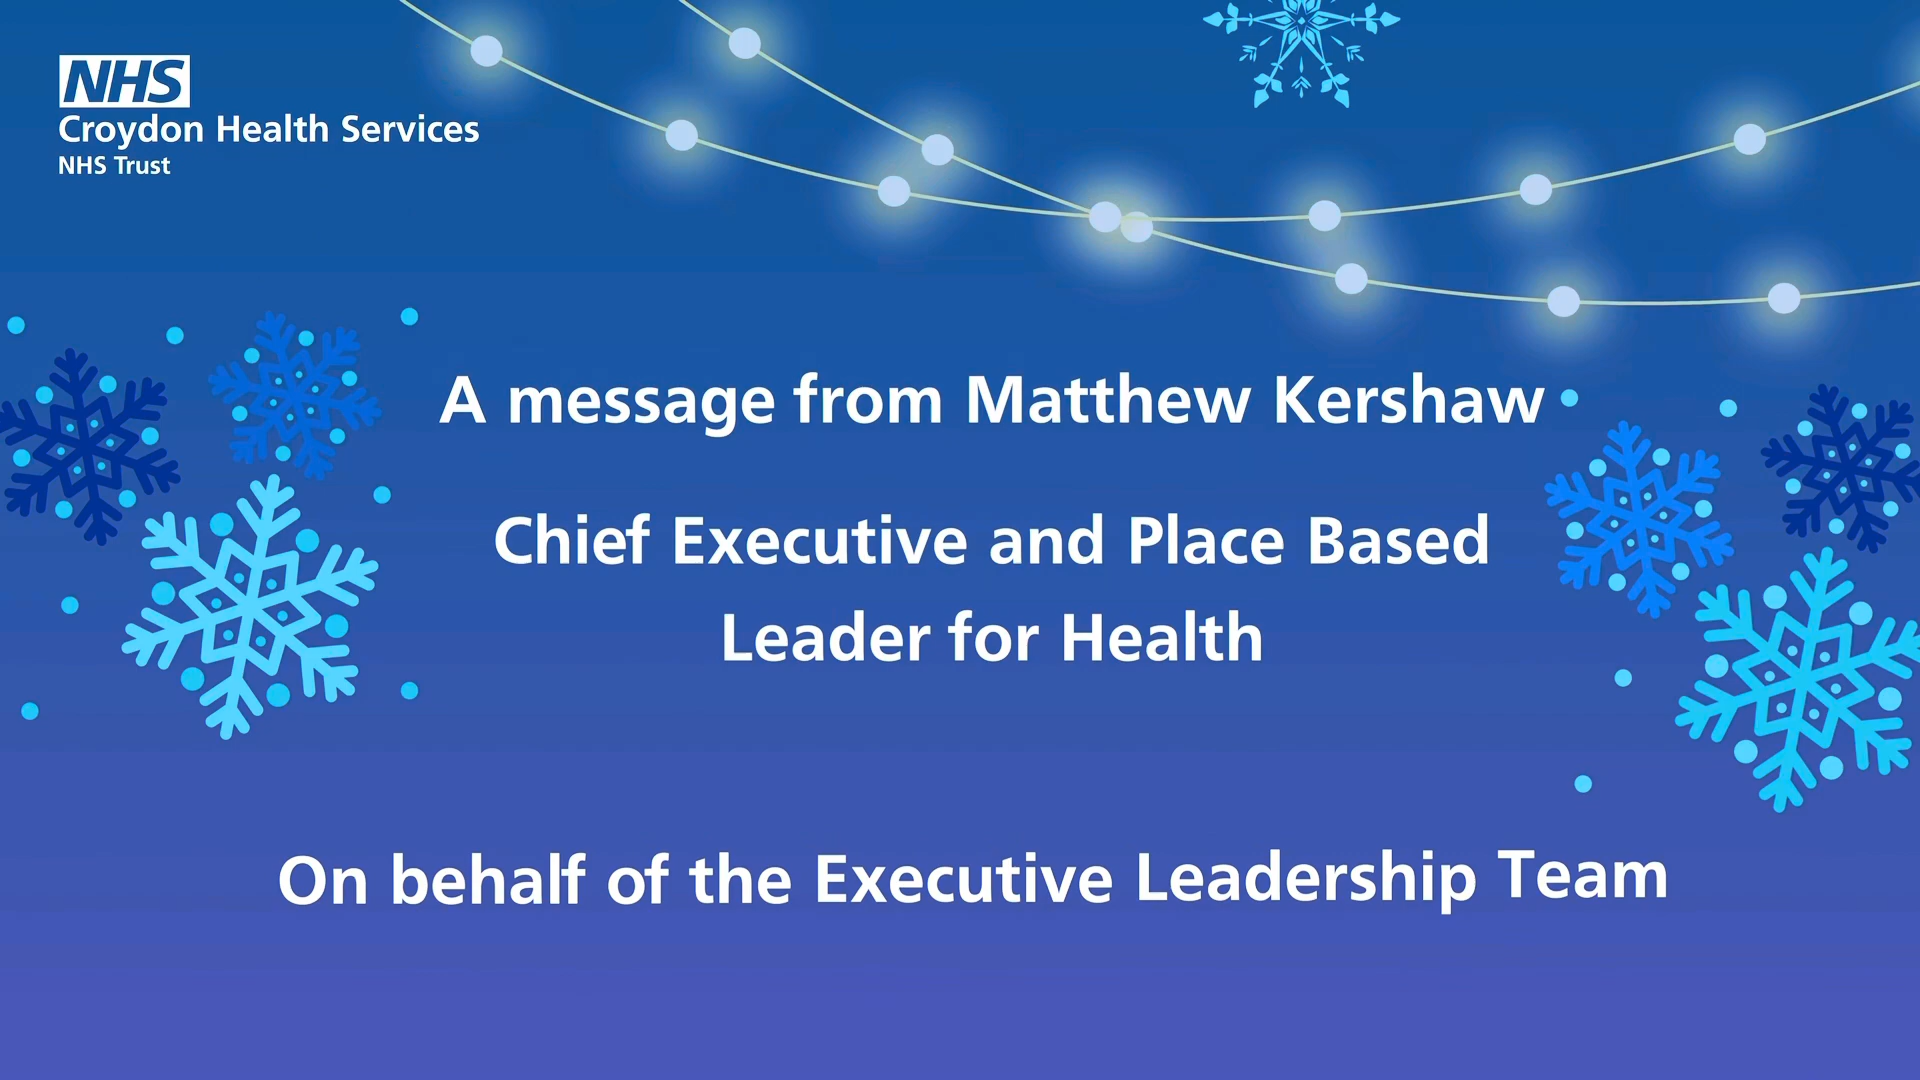 NHS
Croydon Health Services
NHS Trust
A message from Matthew Kershaw
Chief Executive and Place Based
Leader for Health
On behalf of the Executive Leadership Team